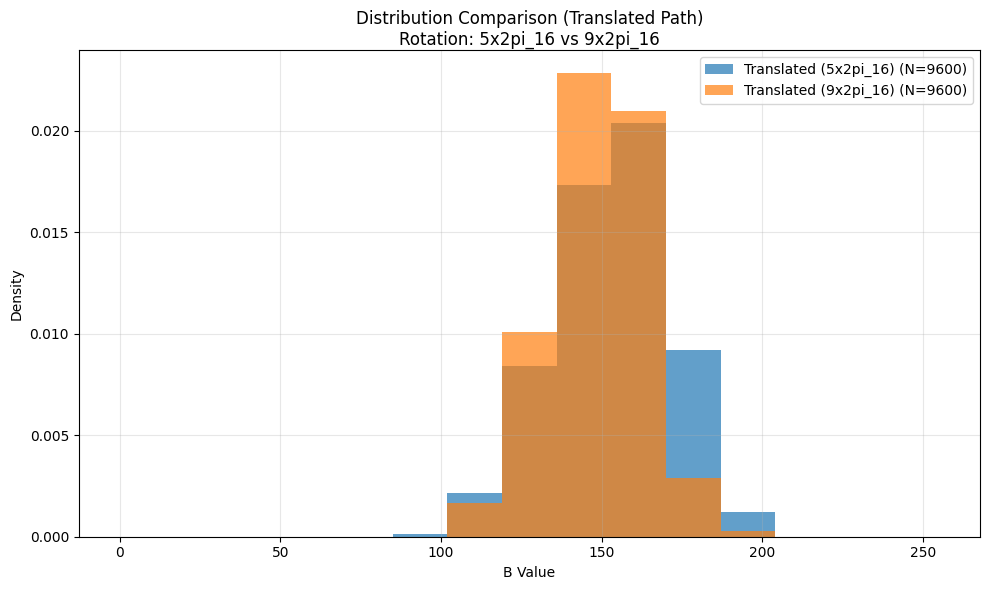 Distribution Comparison (Translated Path)
Rotation: 5x2pi_16 vs 9x2pi_16
Translated (5x2pi_16) (N=9600)
Translated (9x2pi_16) (N=9600)
Density
0.020
0.015
0.010
0.005
0.000
0 50 100 150 200 250
B Value